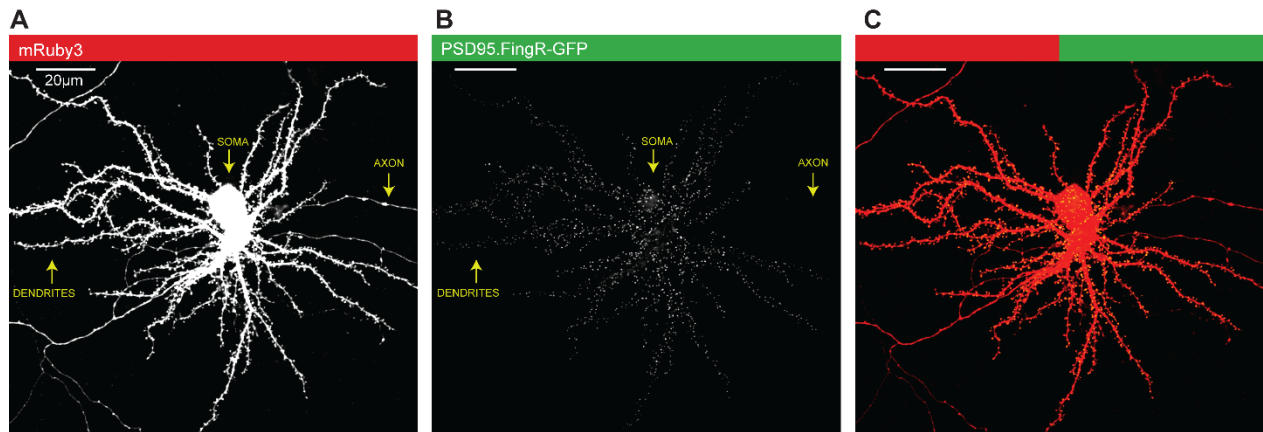 A
B
C
mRuby3
PSD95.FingR-GFP
20µm
SOMA
AXON
DENDRITES
SOMA
AXON
DENDRITES